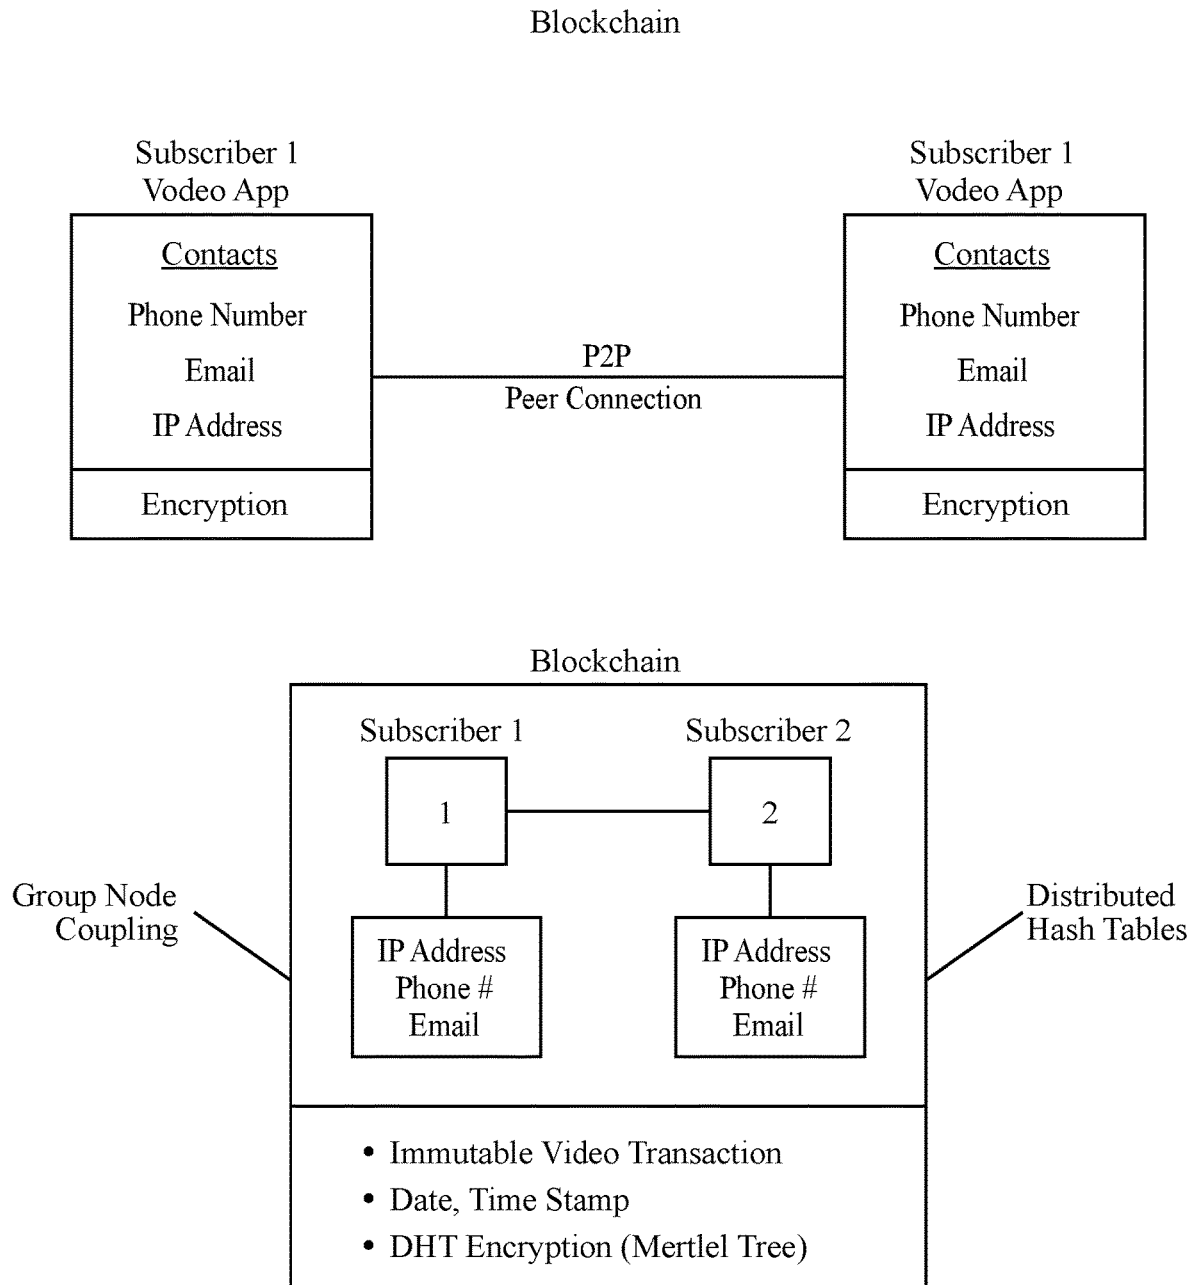 Blockchain
Subscriber 1
Vodeo App
Contacts
Phone Number
Email
IP Address
Encryption
P2P
Peer Connection
Subscriber 1
Vodeo App
Contacts
Phone Number
Email
IP Address
Encryption
Blockchain
Subscriber 1
1
IP Address
Phone #
Email
Subscriber 2
2
IP Address
Phone #
Email
Group Node
Coupling
Distributed
Hash Tables
• Immutable Video Transaction
• Date, Time Stamp
• DHT Encryption (Mertlel Tree)